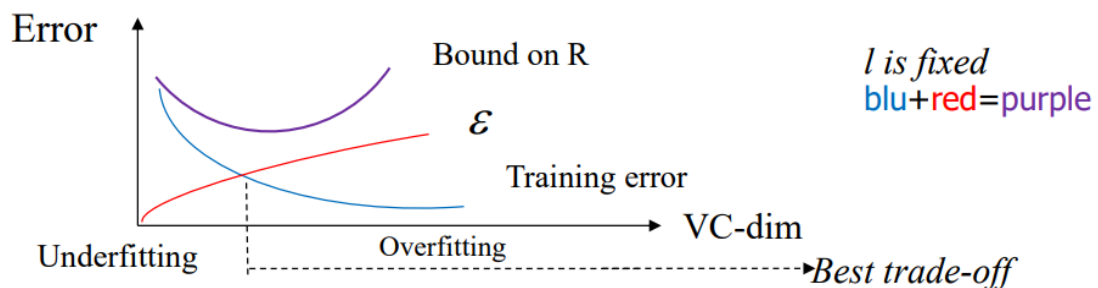 Error
Bound on R
l is fixed
blu+red=purple
ε
Training error
VC-dim
Underfitting
Overfitting
Best trade-off